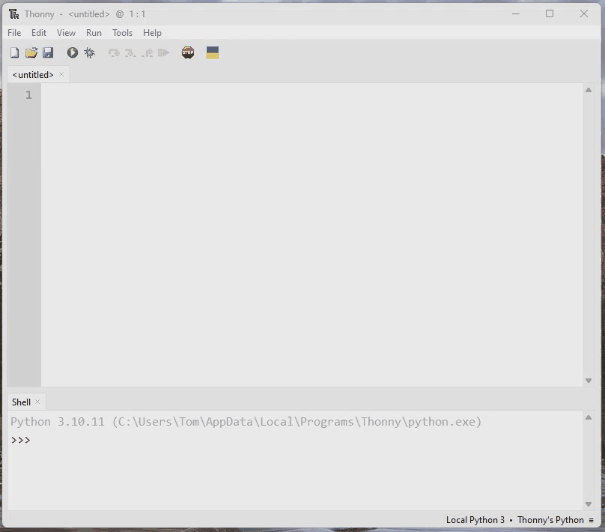 Thonny - <untitled> @ 1 : 1
File Edit View Run Tools Help
STOP
<untitled> ×
1
Shell ×
Python 3.10.11 (C:\Users\Tom\AppData\Local\Programs\Thonny\python.exe)
>>>
Local Python 3 • Thonny's Python ≡